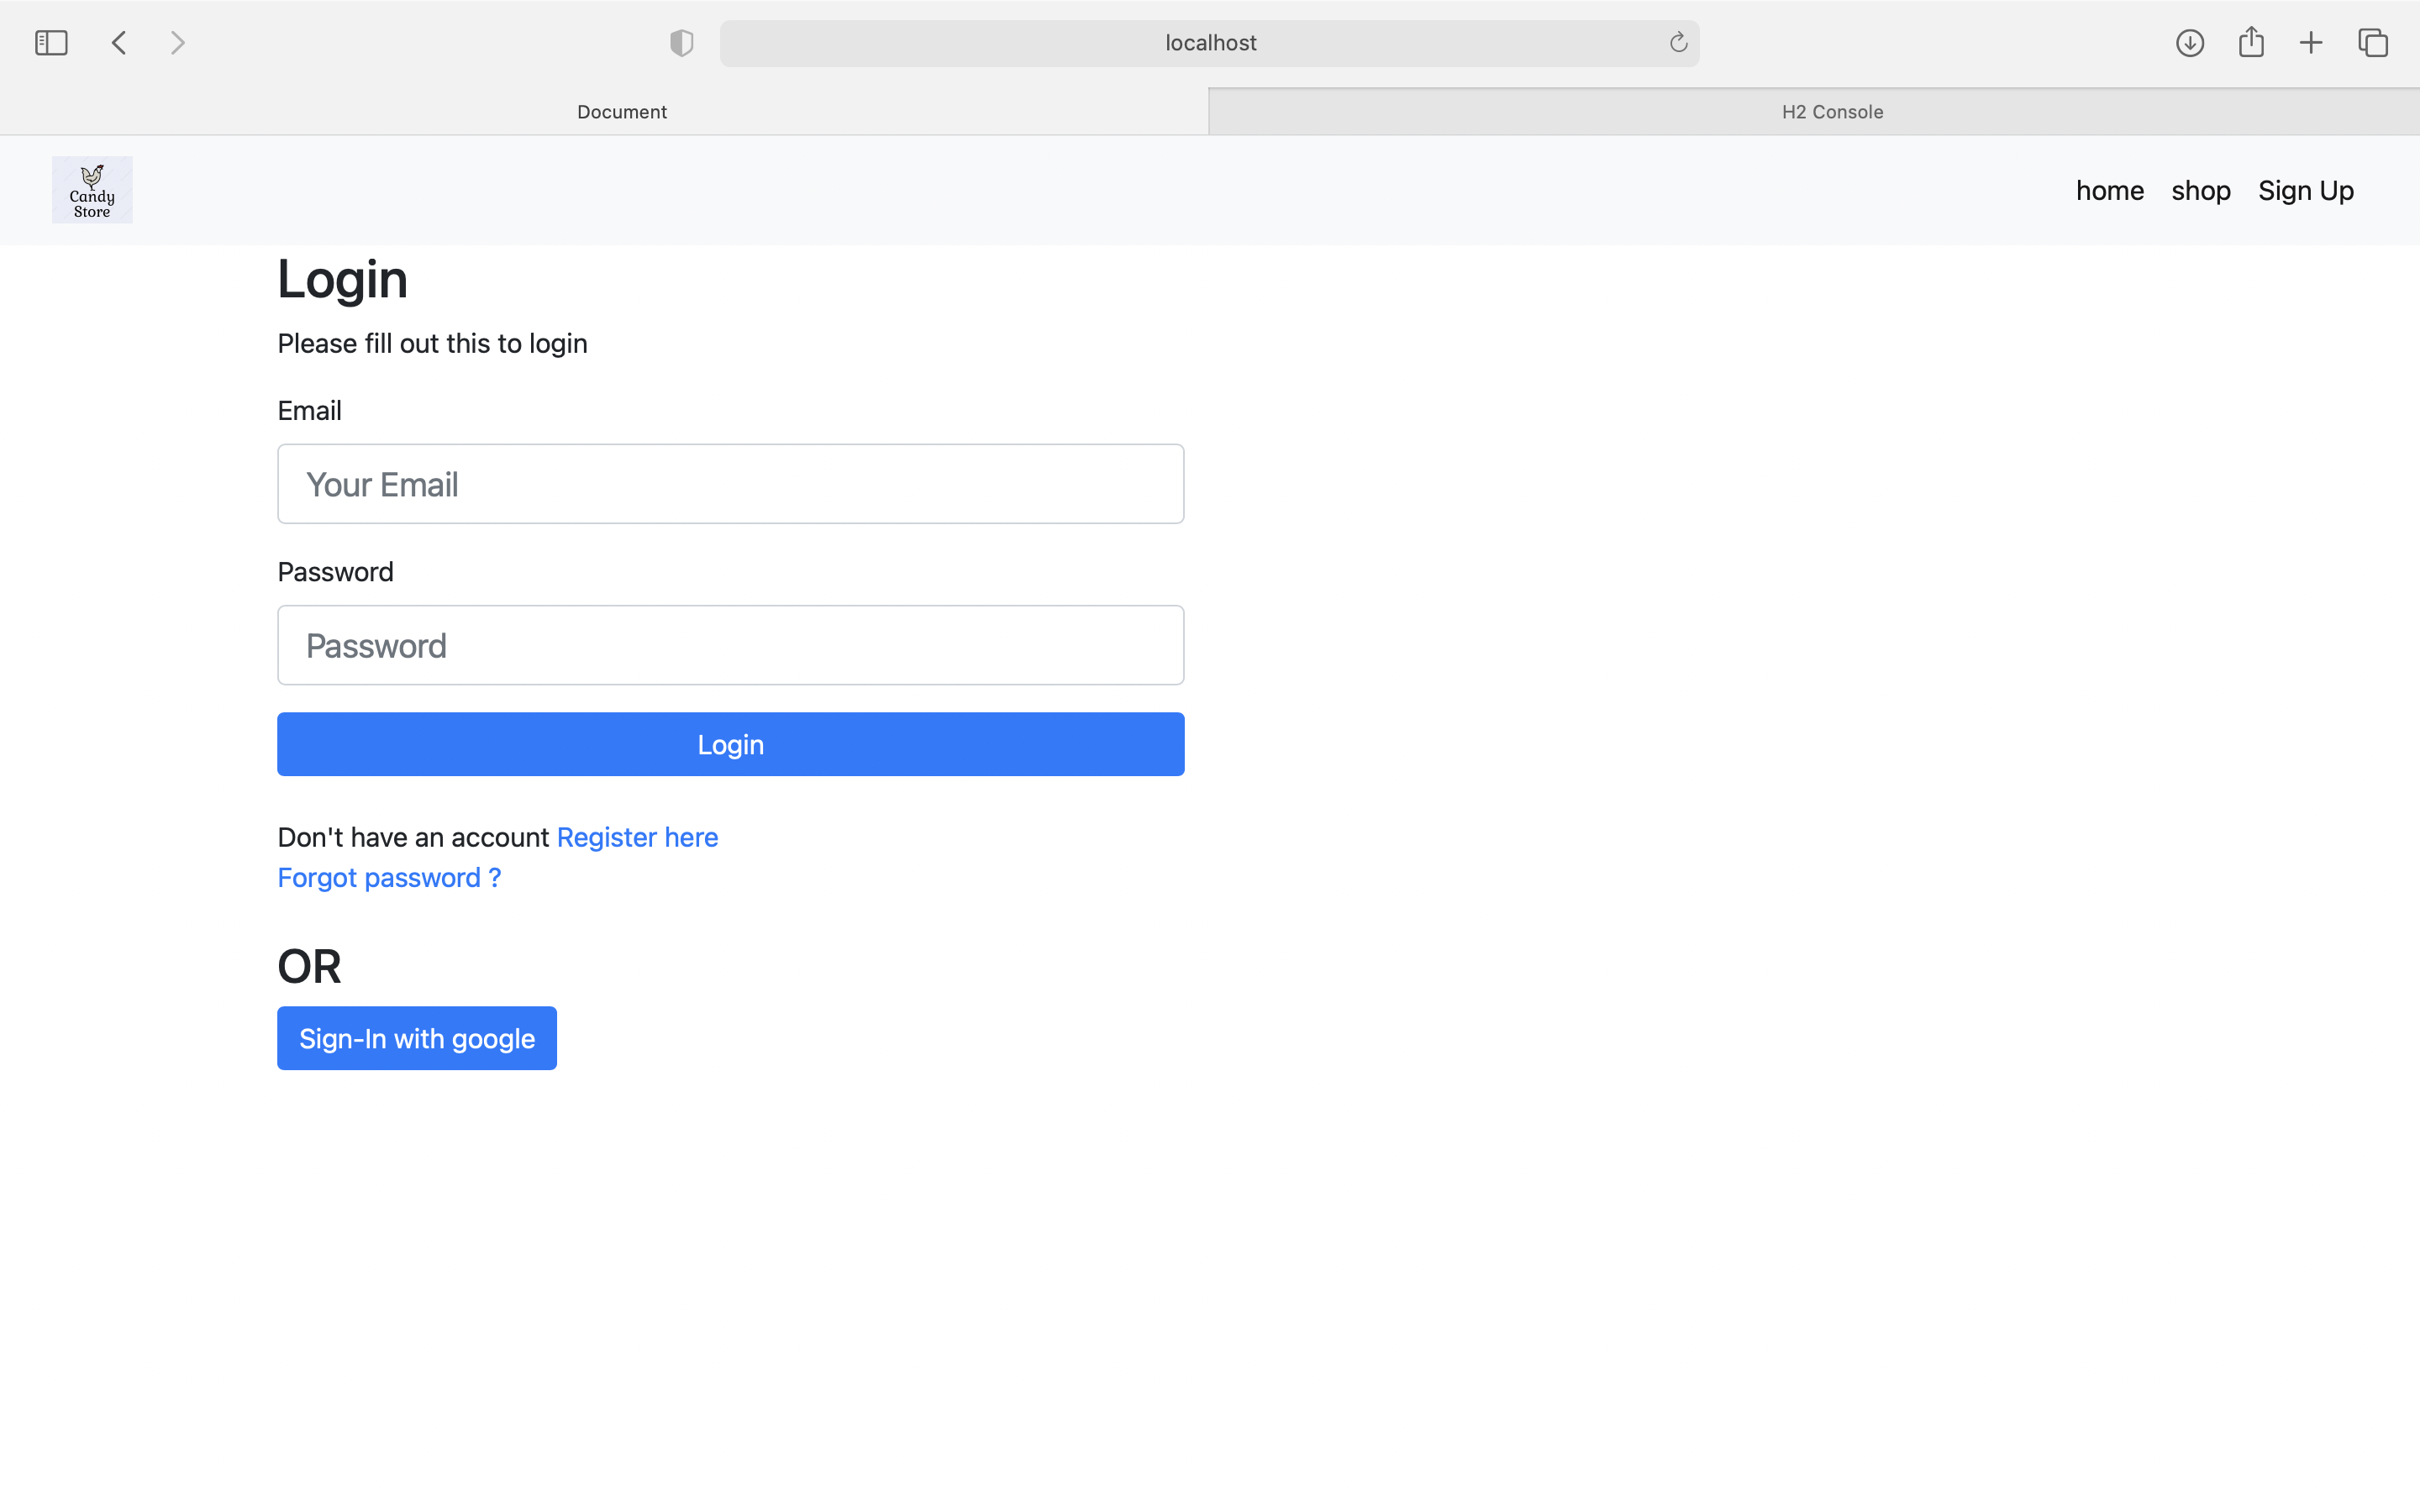 localhost
Document
H2 Console
Candy
Store
home shop Sign Up
Login
Please fill out this to login
Email
Your Email
Password
Password
Login
Don't have an account Register here
Forgot password ?
OR
Sign-In with google